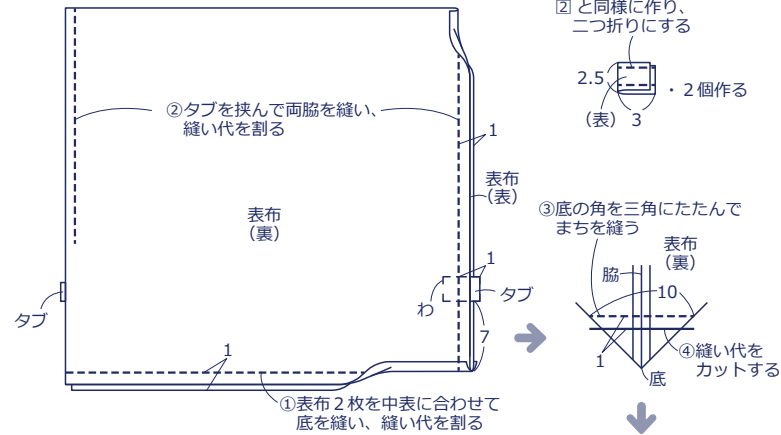 ②タブを挟んで両脇を縫い、
縫い代を割る
1
表布
(表)
表布
(裏)
1
タブ
わ
タブ
7
1
①表布2枚を中表に合わせて
底を縫い、縫い代を割る
② と同様に作り、
二つ折りにする
2.5
・2個作る
(表) 3
③底の角を三角にたたんで
まちを縫う
表布
(裏)
脇
10
1
④縫い代を
カットする
底